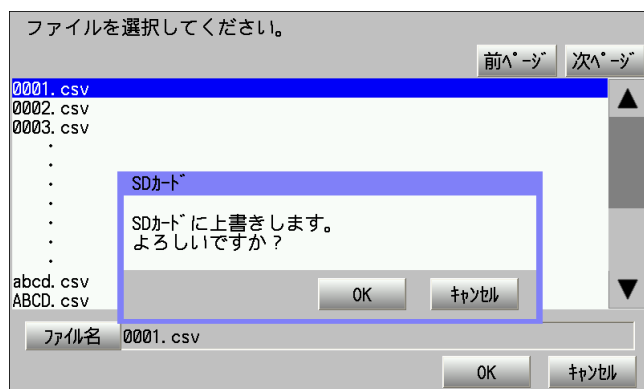 ファイルを選択してください。
前ﾍﾟｰｼﾞ 次ﾍﾟｰｼﾞ
0001.csv
0002.csv
0003.csv
・
・
・
・
・
・
・
abcd.csv
ABCD.csv
SDｶｰﾄﾞ
SDｶｰﾄﾞに上書きします。
よろしいですか？
OK ｷｬﾝｾﾙ
ﾌｧｲﾙ名 0001.csv
OK ｷｬﾝｾﾙ